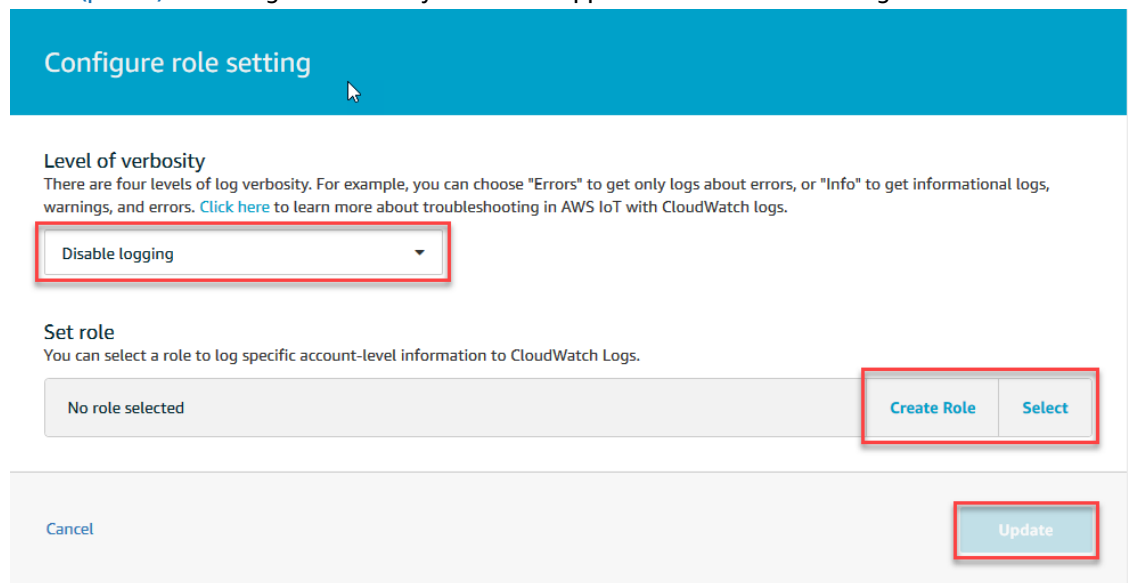 Configure role setting
Level of verbosity
There are four levels of log verbosity. For example, you can choose "Errors" to get only logs about errors, or "Info" to get informational logs,
warnings, and errors. Click here to learn more about troubleshooting in AWS IoT with CloudWatch logs.
Disable logging
Set role
You can select a role to log specific account-level information to CloudWatch Logs.
No role selected Create Role Select
Cancel Update